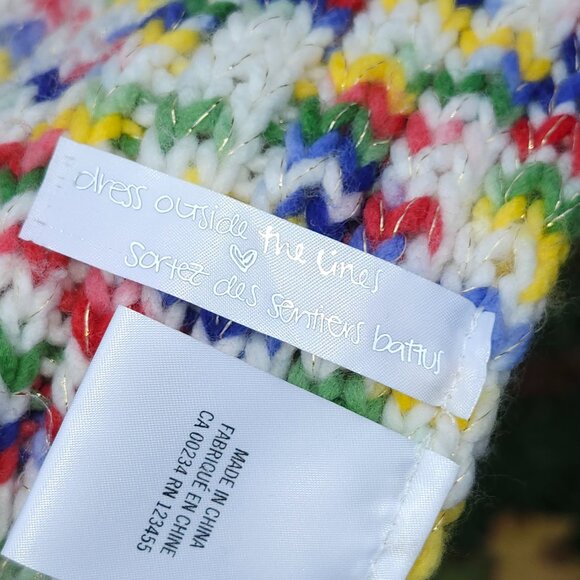 dress outside the lines
sortez des sentiers battus
MADE IN CHINA
FABRIQUÉ EN CHINE
CA 00234 RN 123455